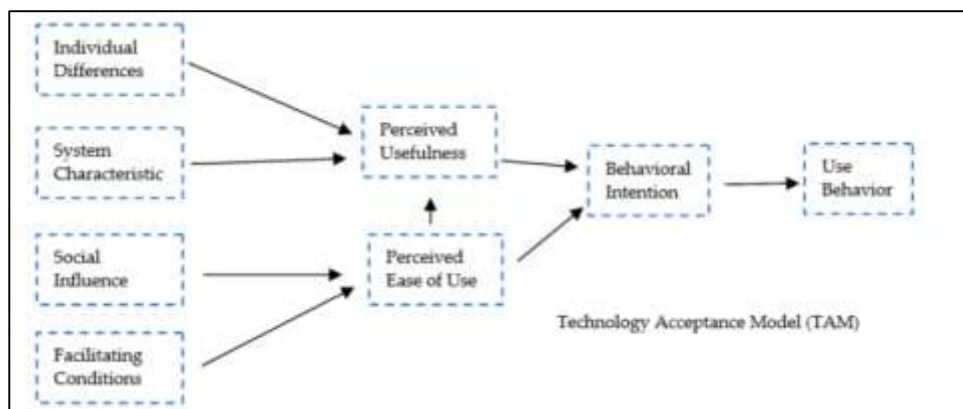 Individual
Differences
System
Characteristic
Social
Influence
Facilitating
Conditions
Perceived
Usefulness
Perceived
Ease of Use
Behavioral
Intention
Use
Behavior
Technology Acceptance Model (TAM)